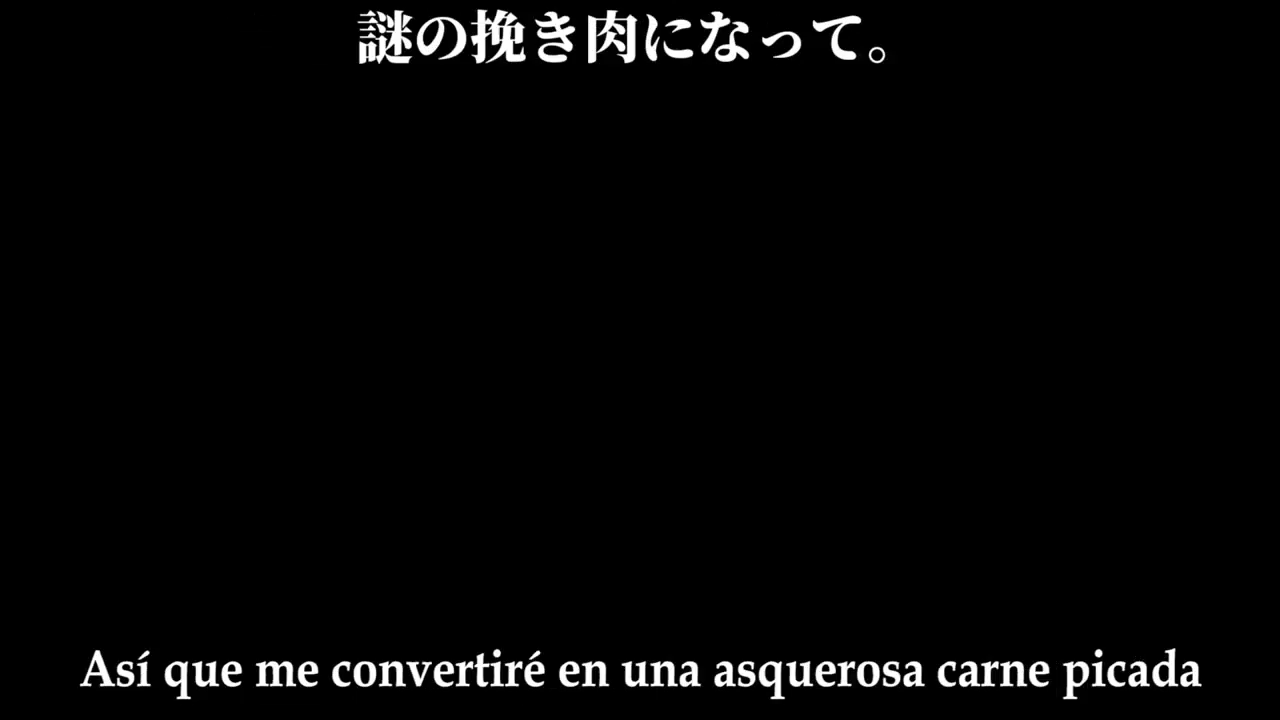 謎の挽き肉になって。
Así que me convertiré en una asquerosa carne picada